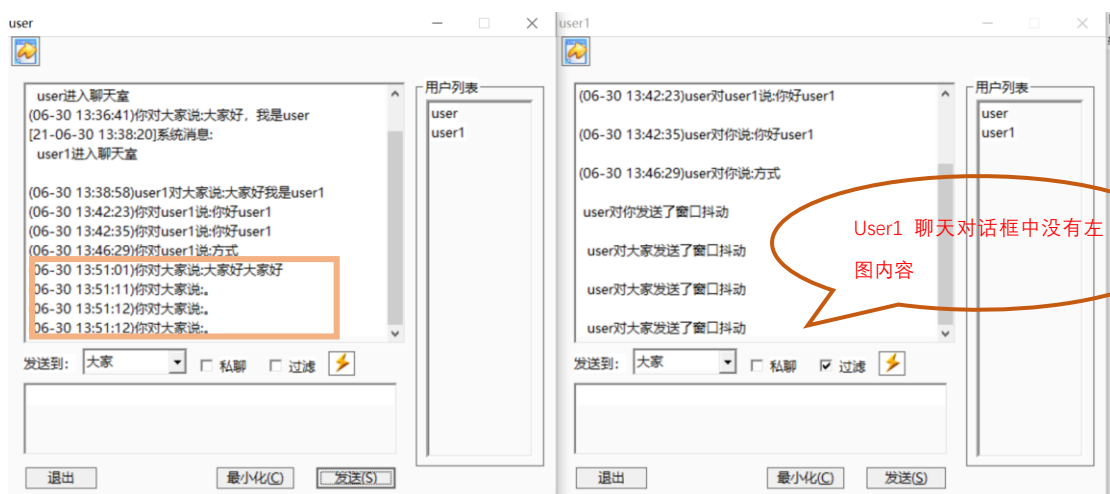 user
user进入聊天室
(06-30 13:36:41)你对大家说:大家好，我是user
[21-06-30 13:38:20]系统消息:
user1进入聊天室
(06-30 13:38:58)user1对大家说:大家好我是user1
(06-30 13:42:23)你对user1说:你好user1
(06-30 13:42:35)你对user1说:你好user1
(06-30 13:46:29)你对user1说:方式
06-30 13:51:01)你对大家说:大家好大家好
06-30 13:51:11)你对大家说:。
06-30 13:51:12)你对大家说:。
06-30 13:51:12)你对大家说:。
用户列表
user
user1
发送到: 大家 私聊 过滤
退出 最小化(C) 发送(S)
user1
(06-30 13:42:23)user对user1说:你好user1
(06-30 13:42:35)user对你说:你好user1
(06-30 13:46:29)user对你说:方式
user对你发送了窗口抖动
user对大家发送了窗口抖动
user对大家发送了窗口抖动
user对大家发送了窗口抖动
User1 聊天对话框中没有左
图内容
用户列表
user
user1
发送到: 大家 私聊 过滤
退出 最小化(C) 发送(S)